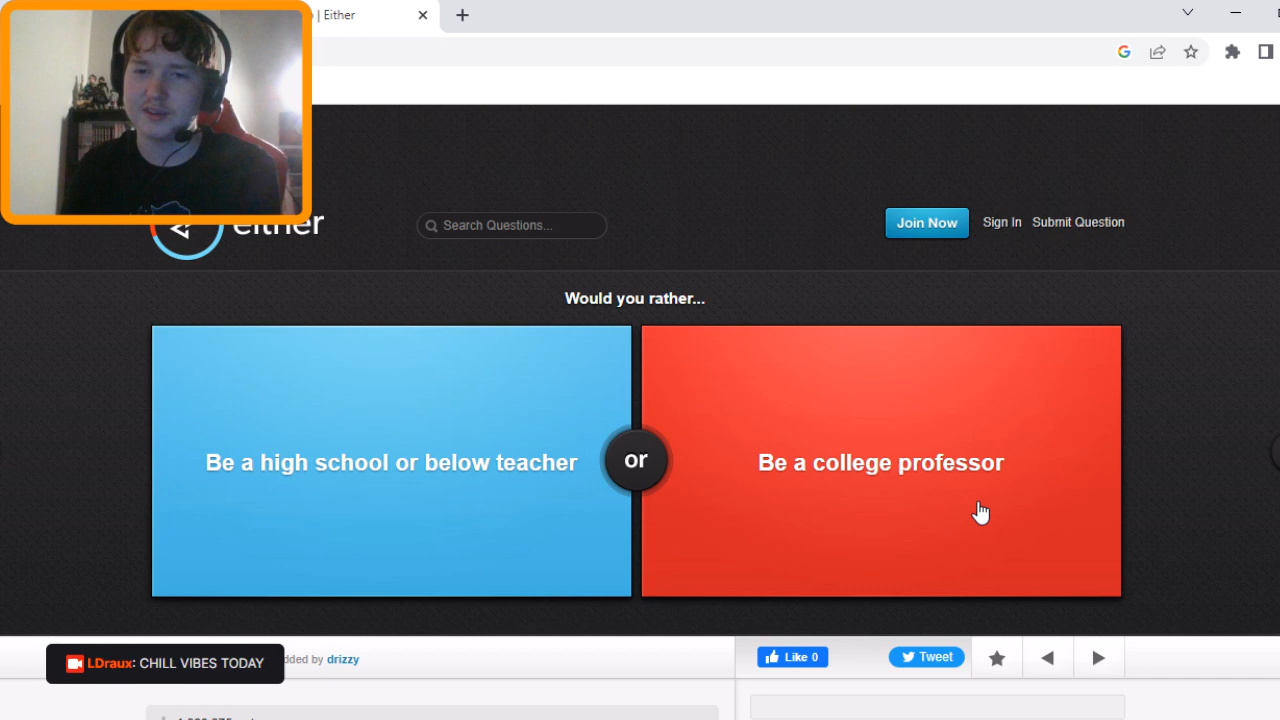 | Either
either
Search Questions...
Join Now
Sign In
Submit Question
Would you rather...
Be a high school or below teacher
or
Be a college professor
LDraux: CHILL VIBES TODAY
dded by drizzy
Like 0
Tweet